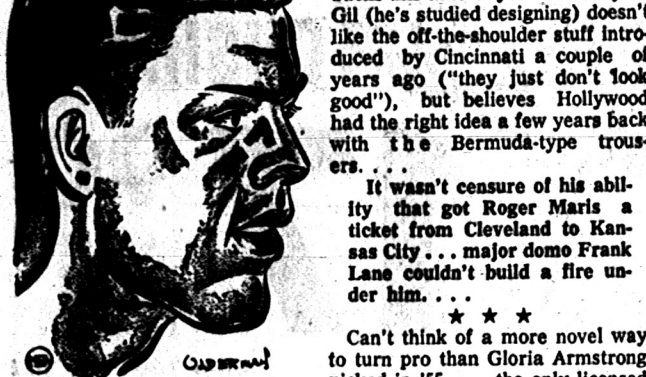 Gil (he's studied designing) doesn't
like the off-the-shoulder stuff intro-
duced by Cincinnati a couple of
years ago ("they just don't look
good"), but believes Hollywood
had the right idea a few years back
with the Bermuda-type trous-
ers. . . .
It wasn't censure of his abil-
ity that got Roger Maris a
ticket from Cleveland to Kan-
sas City . . . major domo Frank
Lane couldn't build a fire un-
der him. . . .
★ ★ ★
Can't think of a more novel way
to turn pro than Gloria Armstrong
OLDERMAN